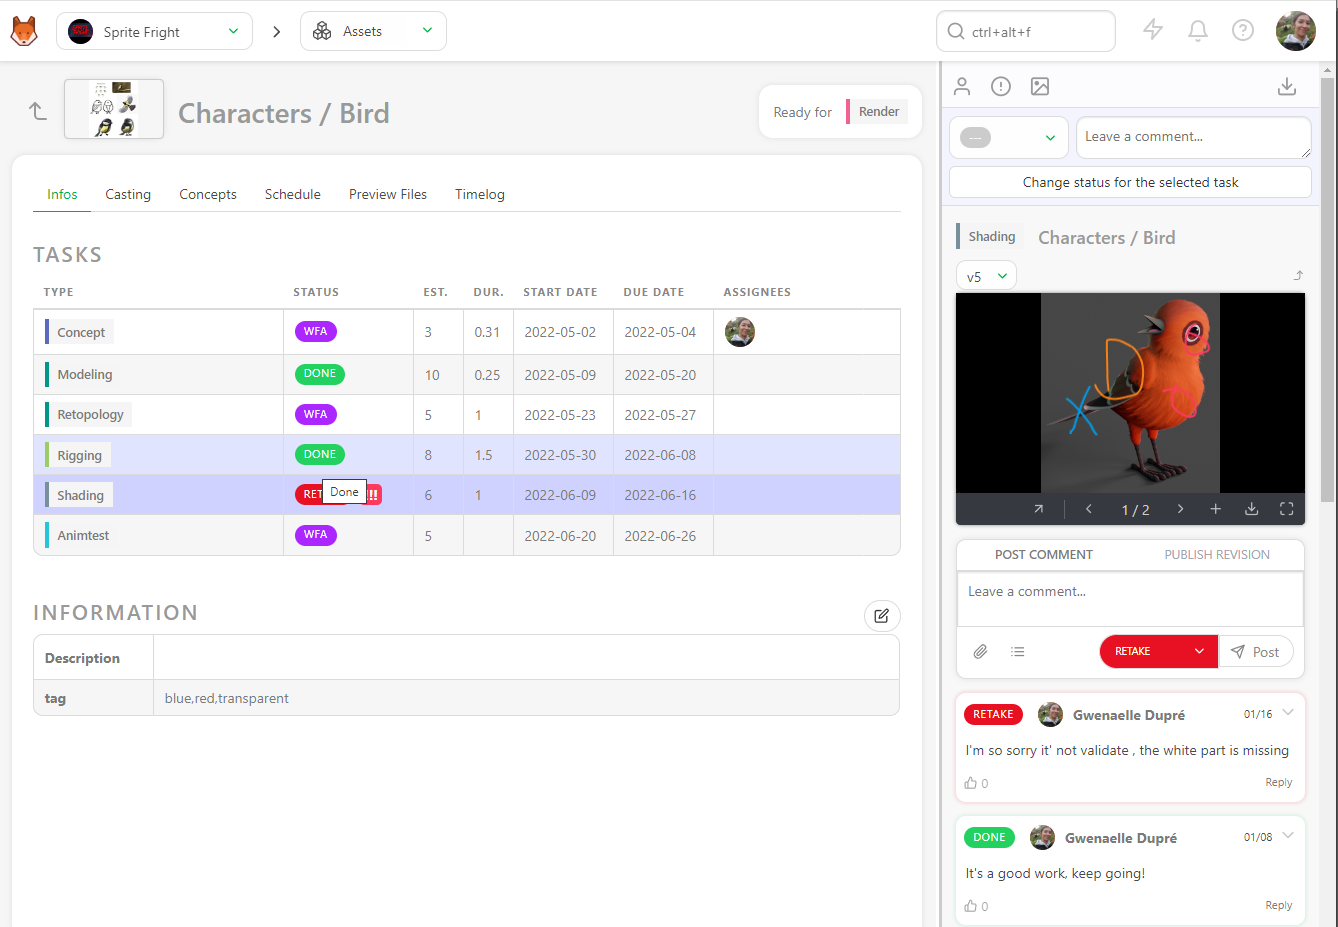 Sprite Fright
Assets
ctrl+alt+f
Characters / Bird
Ready for
Render
Infos
Casting
Concepts
Schedule
Preview Files
Timelog
TASKS
TYPE STATUS EST. DUR. START DATE DUE DATE ASSIGNEES
Concept WFA 3 0.31 2022-05-02 2022-05-04
Modeling DONE 10 0.25 2022-05-09 2022-05-20
Retopology WFA 5 1 2022-05-23 2022-05-27
Rigging DONE 8 1.5 2022-05-30 2022-06-08
Shading RET Done !!! 6 1 2022-06-09 2022-06-16
Animtest WFA 5 2022-06-20 2022-06-26
INFORMATION
Description
tag blue,red,transparent
---
Leave a comment...
Change status for the selected task
Shading
Characters / Bird
v5
D
X
1 / 2
POST COMMENT
PUBLISH REVISION
Leave a comment...
RETAKE
Post
RETAKE Gwenaelle Dupré 01/16
I'm so sorry it' not validate , the white part is missing
0 Reply
DONE Gwenaelle Dupré 01/08
It's a good work, keep going!
0 Reply